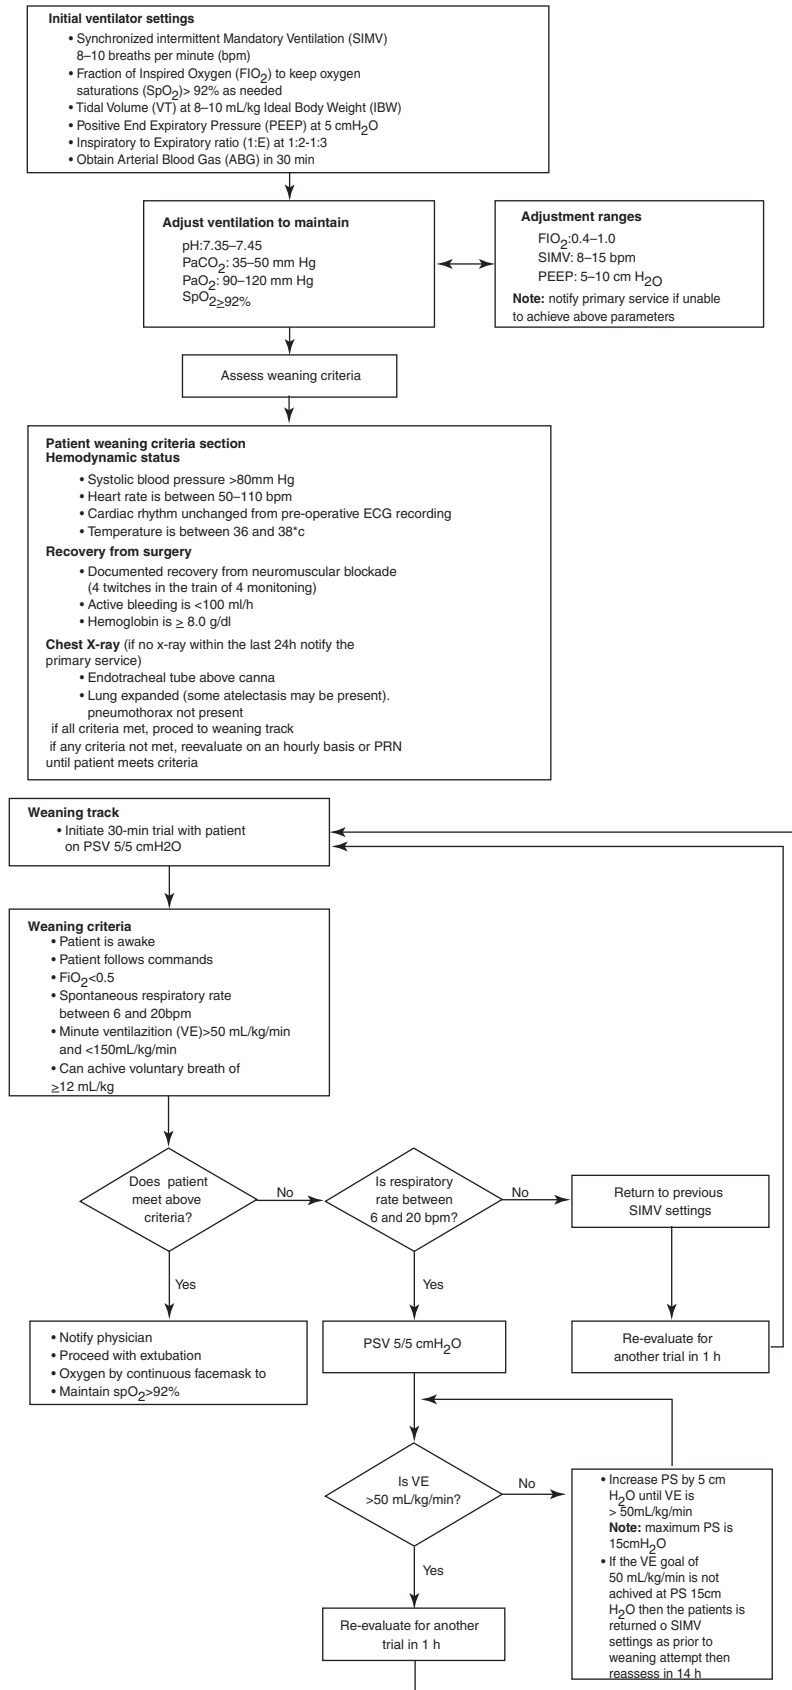 Initial ventilator settings
• Synchronized intermittent Mandatory Ventilation (SIMV)
8–10 breaths per minute (bpm)
• Fraction of Inspired Oxygen (FIO2) to keep oxygen
saturations (SpO2)> 92% as needed
• Tidal Volume (VT) at 8–10 mL/kg Ideal Body Weight (IBW)
• Positive End Expiratory Pressure (PEEP) at 5 cmH2O
• Inspiratory to Expiratory ratio (1:E) at 1:2-1:3
• Obtain Arterial Blood Gas (ABG) in 30 min
Adjust ventilation to maintain
pH:7.35–7.45
PaCO2: 35–50 mm Hg
PaO2: 90–120 mm Hg
SpO2≥92%
Adjustment ranges
FIO2:0.4–1.0
SIMV: 8–15 bpm
PEEP: 5–10 cm H2O
Note: notify primary service if unable
to achieve above parameters
Assess weaning criteria
Patient weaning criteria section
Hemodynamic status
• Systolic blood pressure >80mm Hg
• Heart rate is between 50–110 bpm
• Cardiac rhythm unchanged from pre-operative ECG recording
• Temperature is between 36 and 38*c
Recovery from surgery
• Documented recovery from neuromuscular blockade
(4 twitches in the train of 4 monitoning)
• Active bleeding is <100 ml/h
• Hemoglobin is ≥ 8.0 g/dl
Chest X-ray (if no x-ray within the last 24h notify the
primary service)
• Endotracheal tube above canna
• Lung expanded (some atelectasis may be present).
pneumothorax not present
if all criteria met, proced to weaning track
if any criteria not met, reevaluate on an hourly basis or PRN
until patient meets criteria
Weaning track
• Initiate 30-min trial with patient
on PSV 5/5 cmH2O
Weaning criteria
• Patient is awake
• Patient follows commands
• FiO2<0.5
• Spontaneous respiratory rate
between 6 and 20bpm
• Minute ventilazition (VE)>50 mL/kg/min
and <150mL/kg/min
• Can achive voluntary breath of
≥12 mL/kg
Does patient
meet above
criteria?
No
Is respiratory
rate between
6 and 20 bpm?
No
Return to previous
SIMV settings
Yes
Yes
• Notify physician
• Proceed with extubation
• Oxygen by continuous facemask to
• Maintain spO2>92%
PSV 5/5 cmH2O
Re-evaluate for
another trial in 1 h
Is VE
>50 mL/kg/min?
No
• Increase PS by 5 cm
H2O until VE is
> 50mL/kg/min
Note: maximum PS is
15cmH2O
• If the VE goal of
50 mL/kg/min is not
achived at PS 15cm
H2O then the patients is
returned o SIMV
settings as prior to
weaning attempt then
reassess in 14 h
Yes
Re-evaluate for another
trial in 1 h